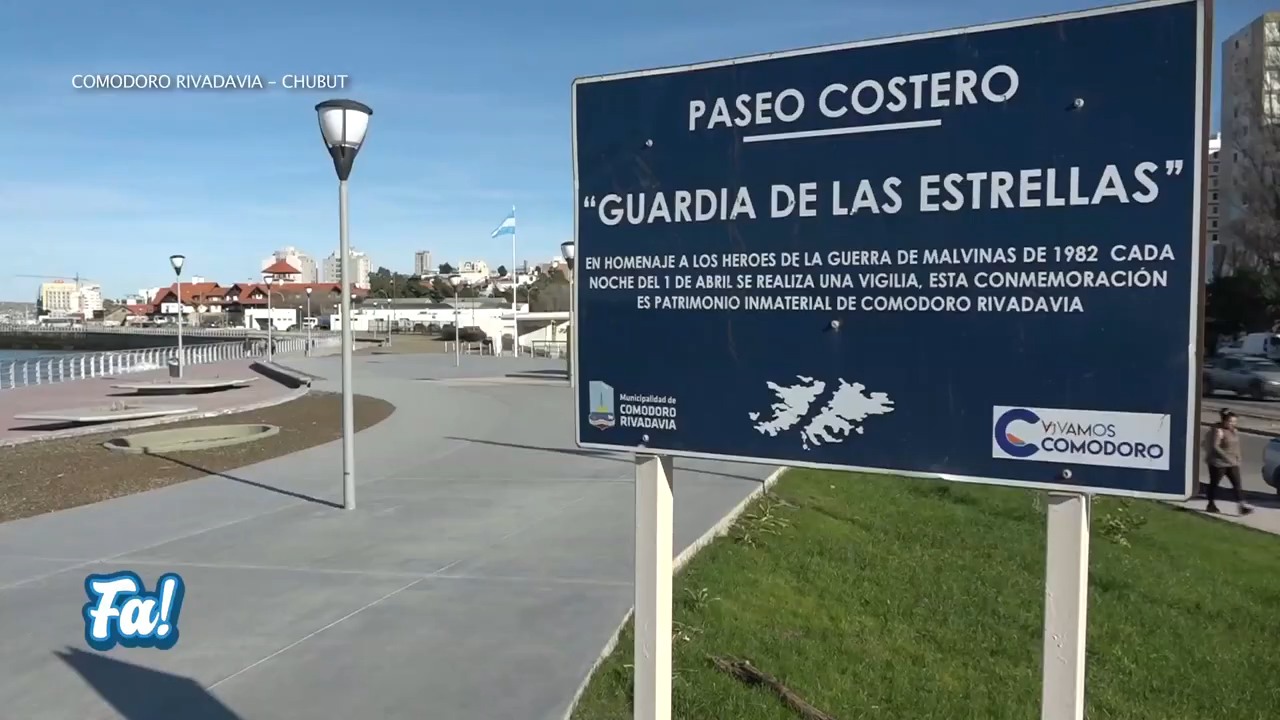 COMODORO RIVADAVIA – CHUBUT
PASEO COSTERO
“GUARDIA DE LAS ESTRELLAS”
EN HOMENAJE A LOS HEROES DE LA GUERRA DE MALVINAS DE 1982 CADA
NOCHE DEL 1 DE ABRIL SE REALIZA UNA VIGILIA, ESTA CONMEMORACIÓN
ES PATRIMONIO INMATERIAL DE COMODORO RIVADAVIA
Municipalidad de
COMODORO
RIVADAVIA
VIVAMOS
COMODORO
Fa!